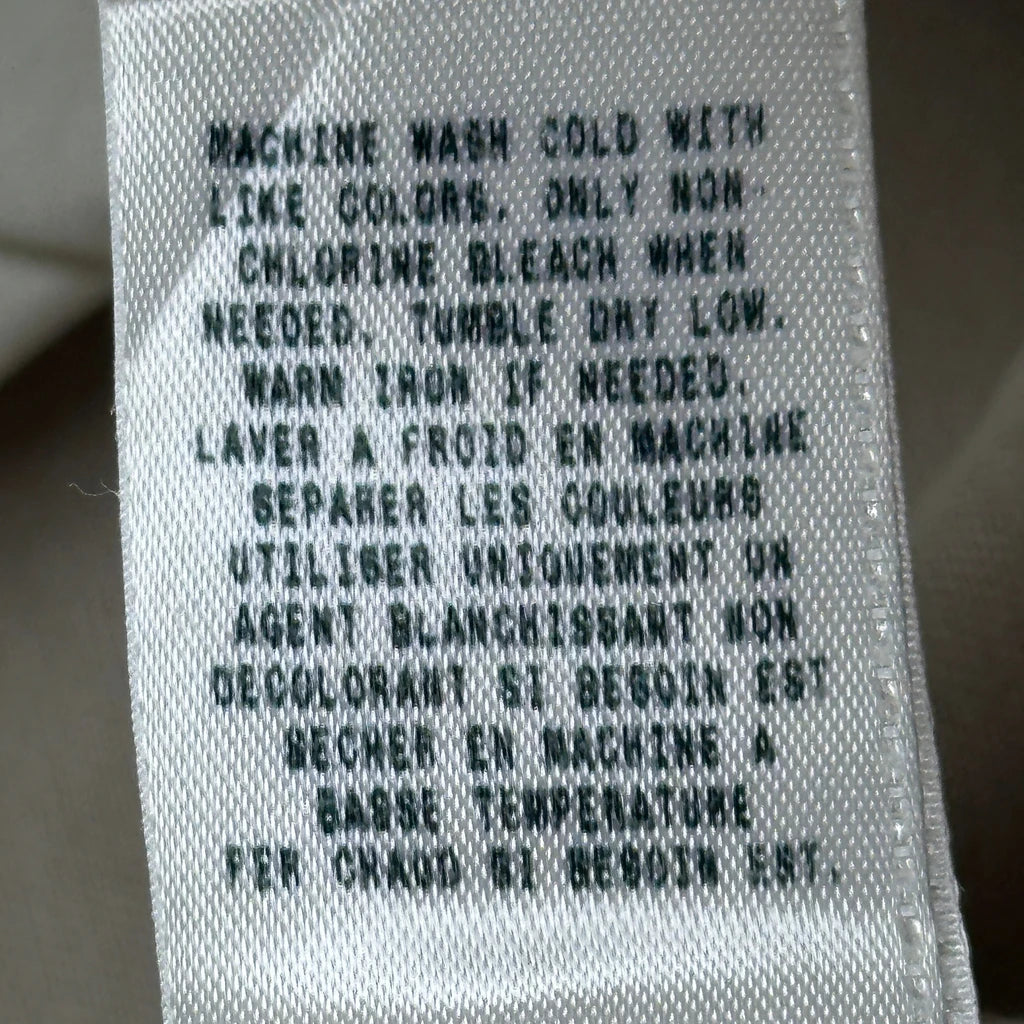 MACHINE WASH COLD WITH
LIKE COLORS. ONLY NON-
CHLORINE BLEACH WHEN
NEEDED. TUMBLE DRY LOW.
WARM IRON IF NEEDED.
LAVER A FROID EN MACHINE
SEPARER LES COULEURS
UTILISER UNIQUEMENT UN
AGENT BLANCHISSANT NON
DECOLORANT SI BESOIN EST
SECHER EN MACHINE A
BASSE TEMPERATURE
FER CHAUD SI BESOIN EST.